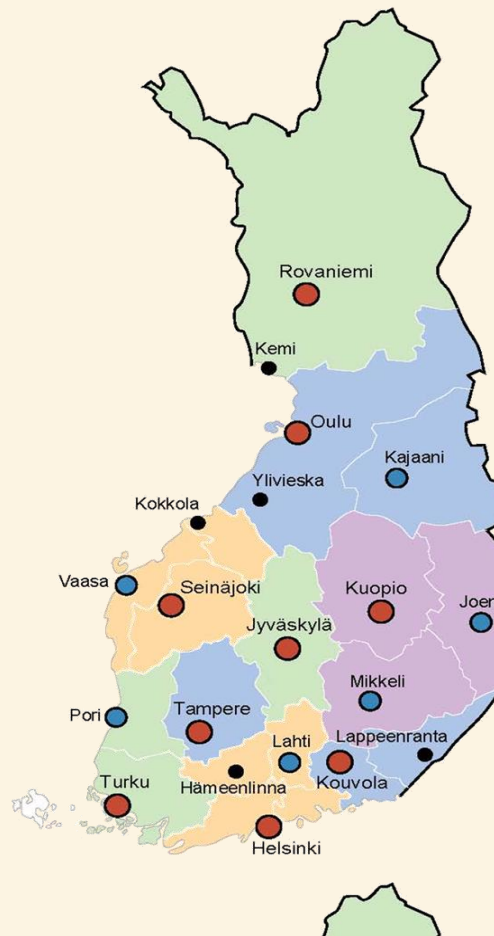 Rovaniemi
Kemi
Oulu
Kajaani
Ylivieska
Kokkola
Vaasa
Seinäjoki
Kuopio
Joen
Jyväskylä
Mikkeli
Pori
Tampere
Lappeenranta
Lahti
Turku
Hämeenlinna
Kouvola
Helsinki